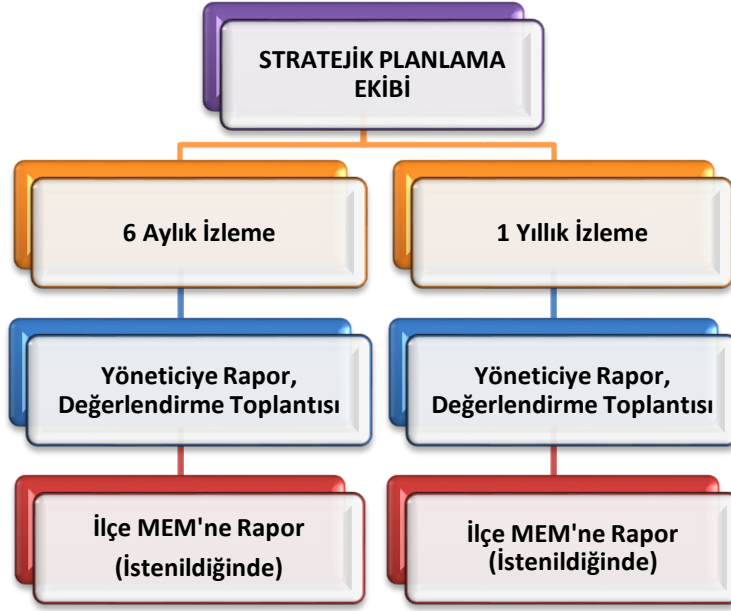 STRATEJİK PLANLAMA
EKİBİ
6 Aylık İzleme
1 Yıllık İzleme
Yöneticiye Rapor,
Değerlendirme Toplantısı
Yöneticiye Rapor,
Değerlendirme Toplantısı
İlçe MEM'ne Rapor
(İstenildiğinde)
İlçe MEM'ne Rapor
(İstenildiğinde)